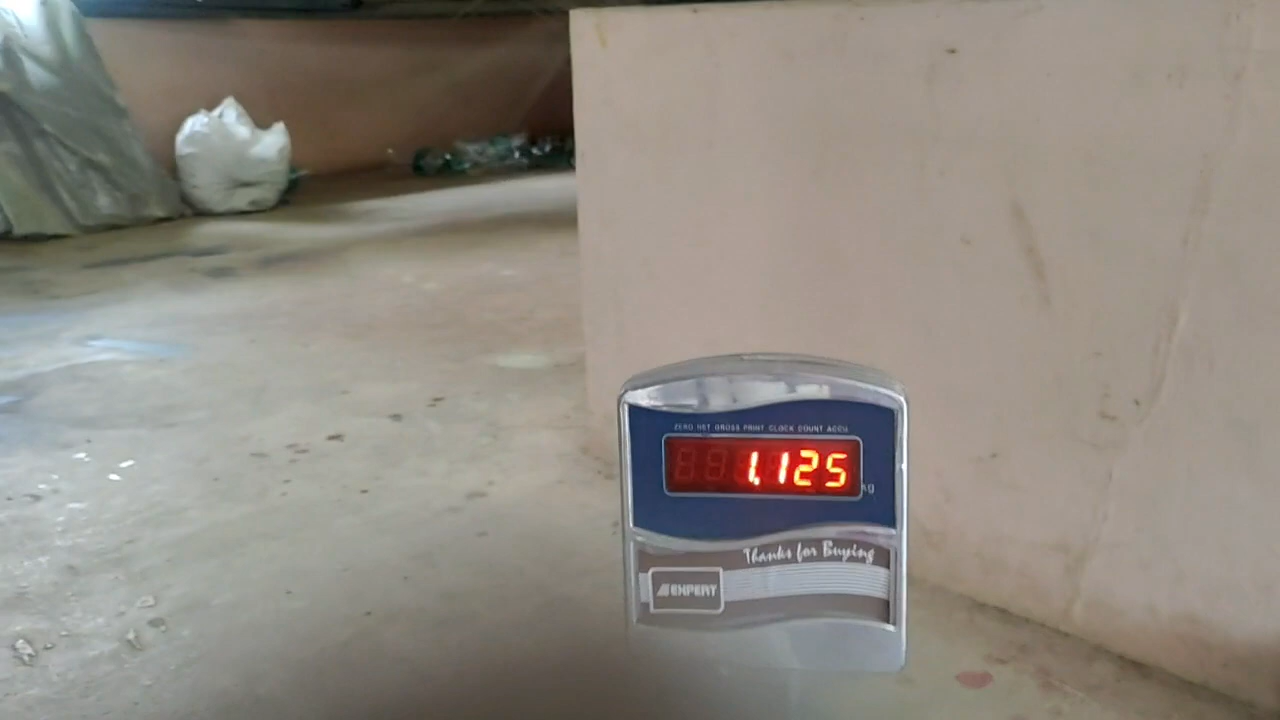 ZERO NET GROSS PRINT CLOCK COUNT ACCU.
1.125
kg
Thanks for Buying
EXPERT